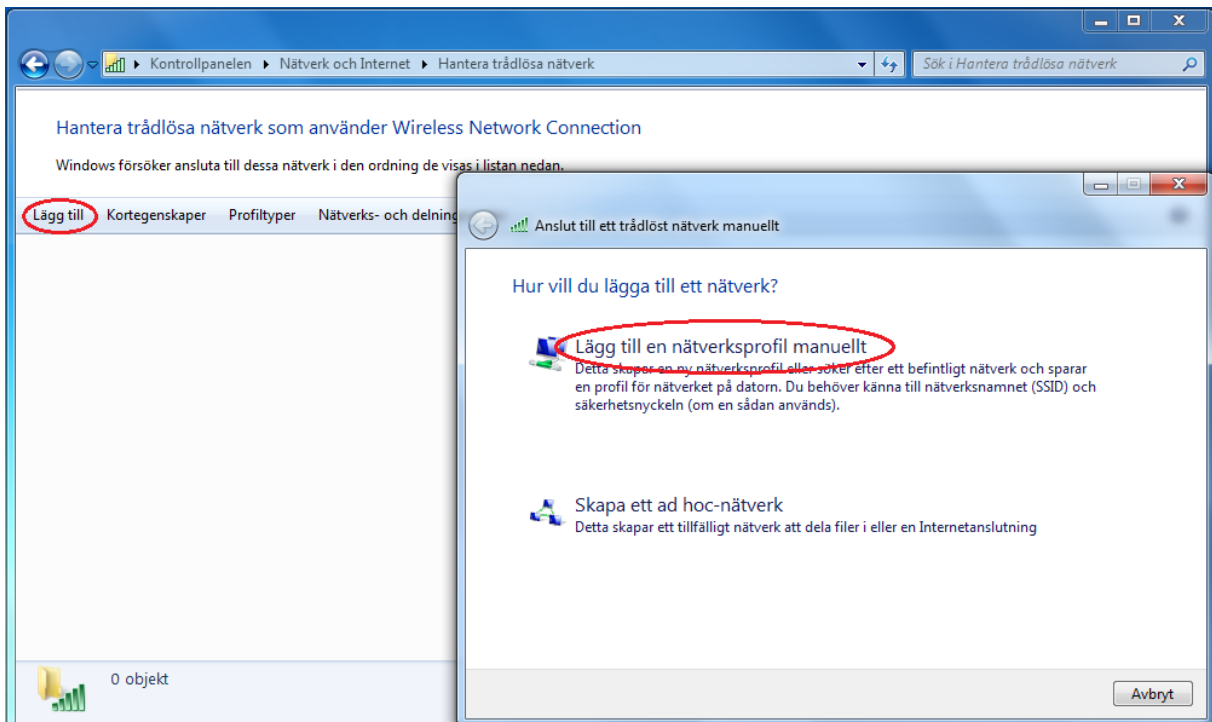 Kontrollpanelen Nätverk och Internet Hantera trådlösa nätverk
Sök i Hantera trådlösa nätverk
Hantera trådlösa nätverk som använder Wireless Network Connection
Windows försöker ansluta till dessa nätverk i den ordning de visas i listan nedan.
Lägg till Kortegenskaper Profiltyper Nätverks- och delning
Anslut till ett trådlöst nätverk manuellt
Hur vill du lägga till ett nätverk?
Lägg till en nätverksprofil manuellt
Detta skapar en ny nätverksprofil eller söker efter ett befintligt nätverk och sparar
en profil för nätverket på datorn. Du behöver känna till nätverksnamnet (SSID) och
säkerhetsnyckeln (om en sådan används).
Skapa ett ad hoc-nätverk
Detta skapar ett tillfälligt nätverk att dela filer i eller en Internetanslutning
0 objekt
Avbryt